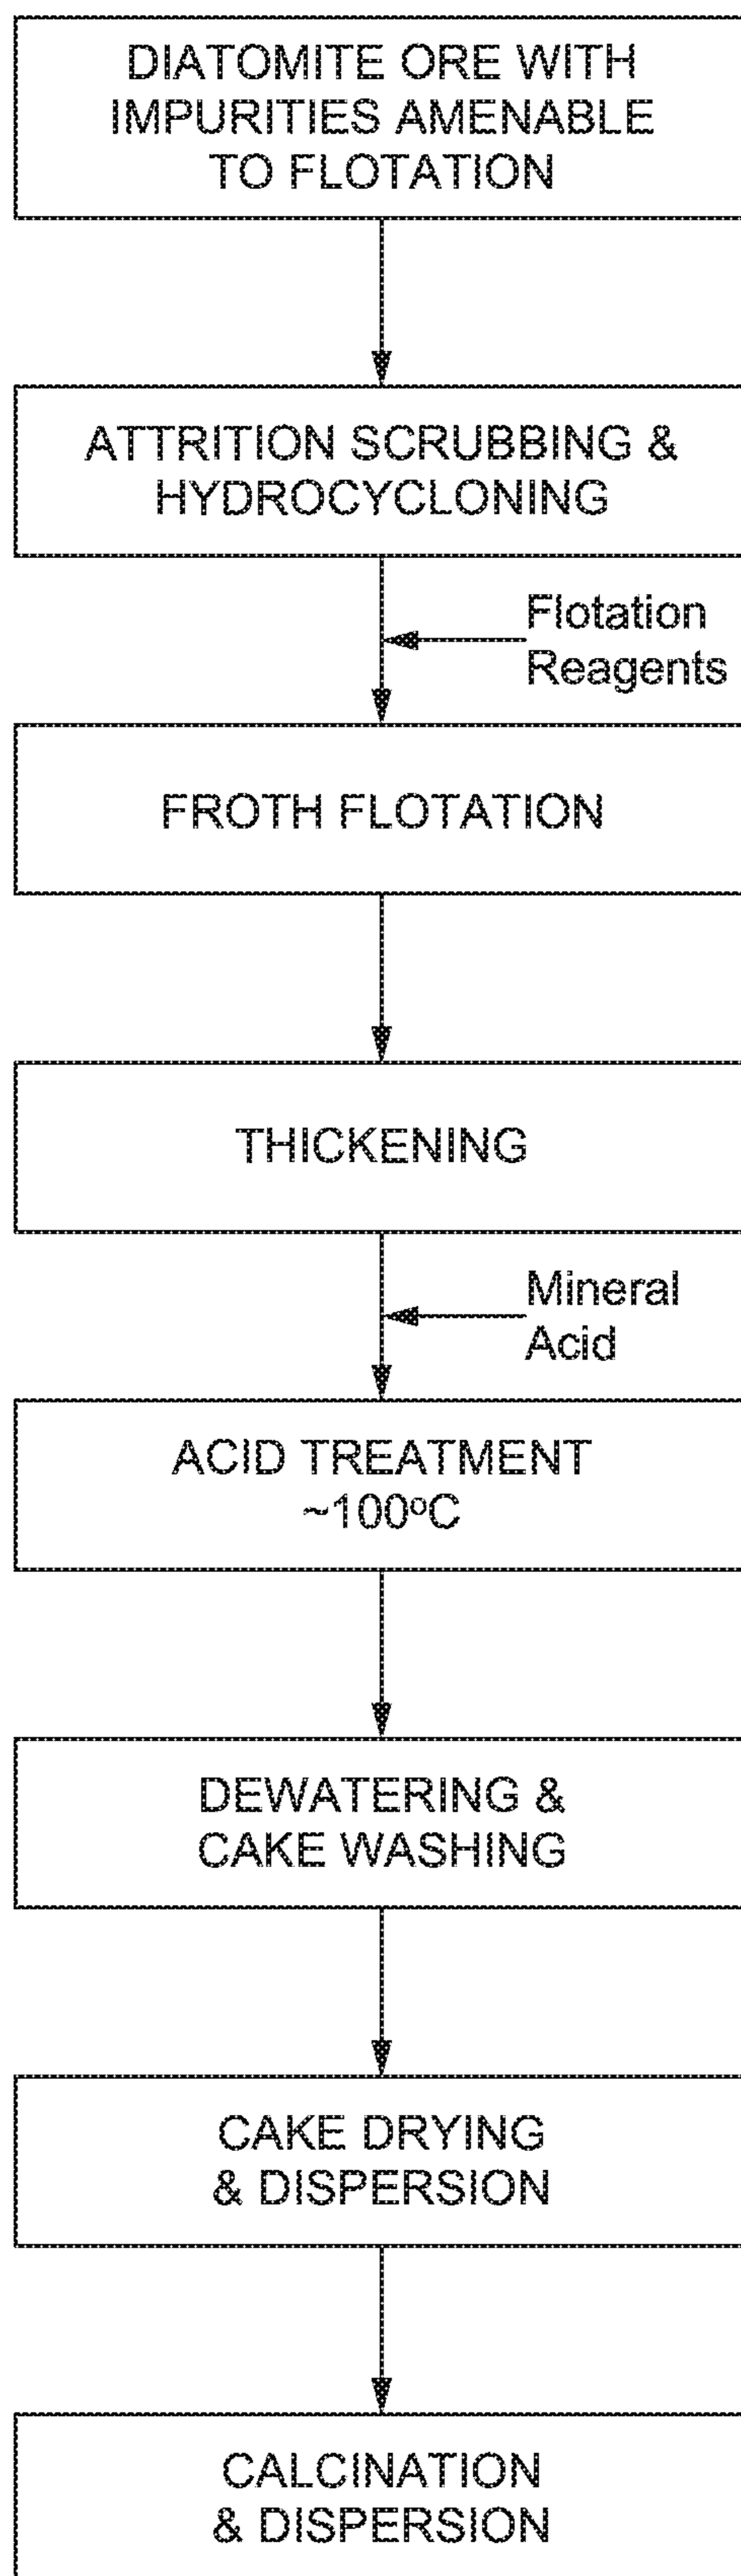 DIATOMITE ORE WITH
IMPURITIES AMENABLE
TO FLOTATION
ATTRITION SCRUBBING &
HYDROCYCLONING
Flotation
Reagents
FROTH FLOTATION
THICKENING
Mineral
Acid
ACID TREATMENT
~100ºC
DEWATERING &
CAKE WASHING
CAKE DRYING
& DISPERSION
CALCINATION
& DISPERSION